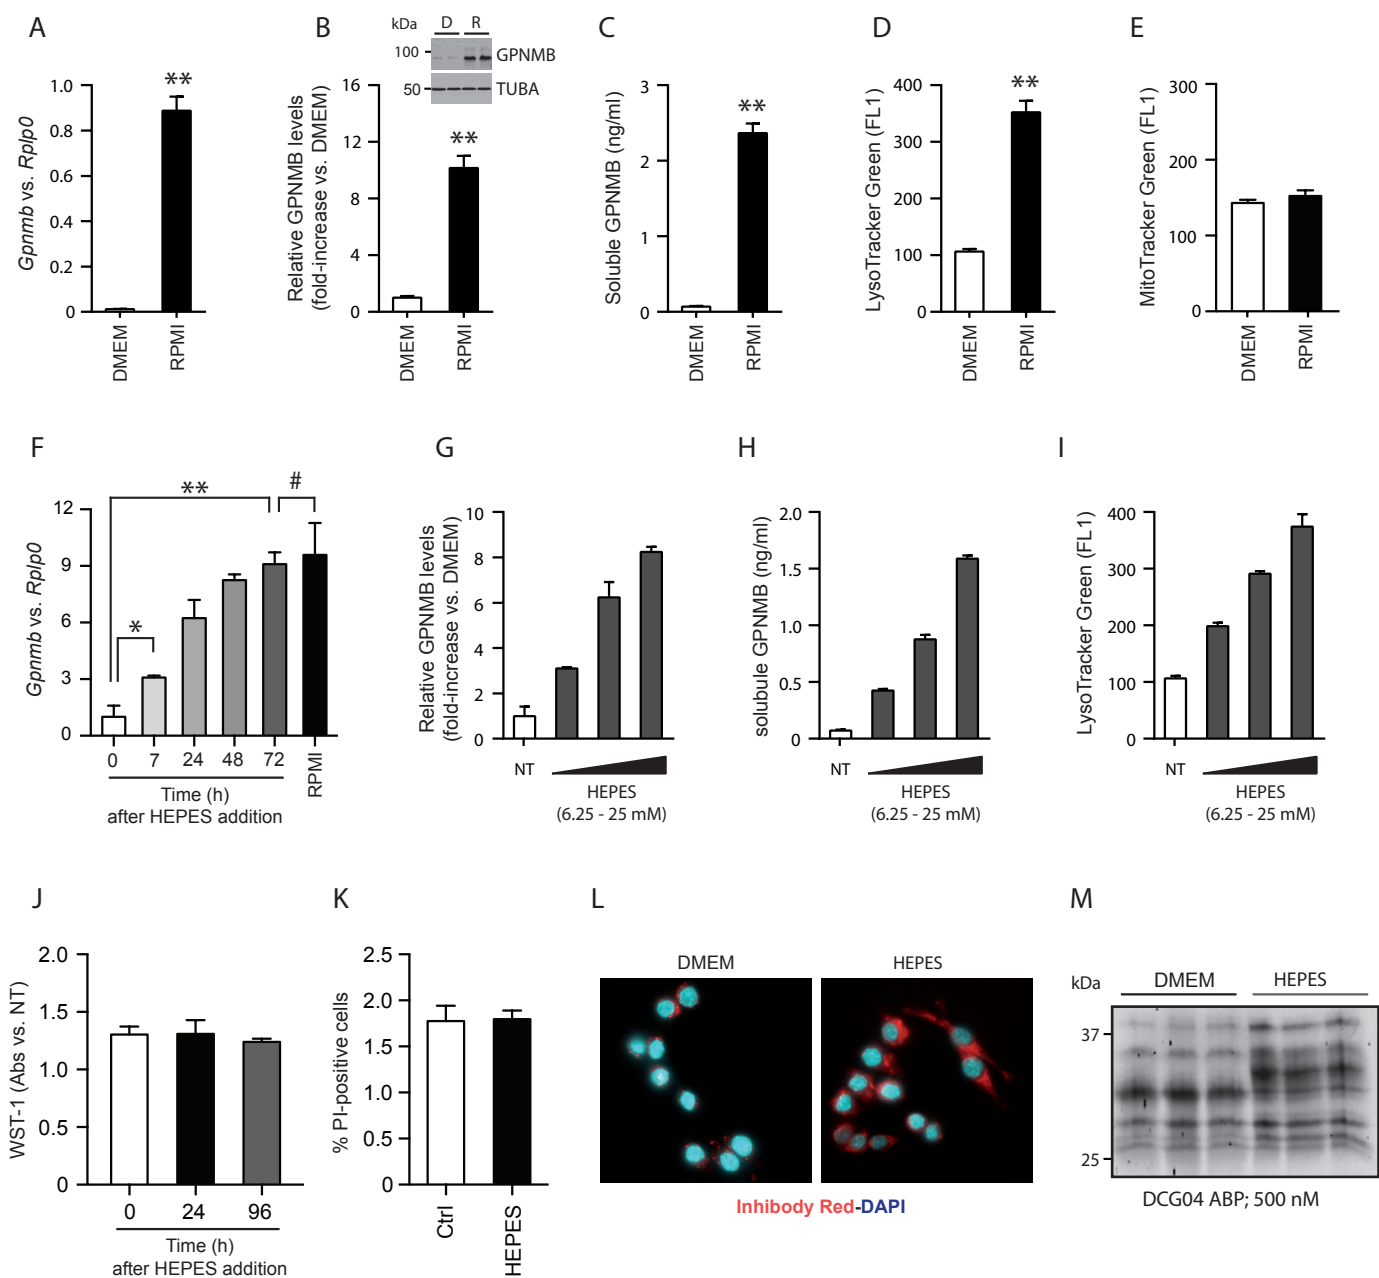 A
Gpnmb vs. Rplp0
1.0
0.8
0.6
0.4
0.2
0
**
DMEM
RPMI
B
Relative GPNMB levels
(fold-increase vs. DMEM)
16
12
8
4
0
kDa
D
R
100
GPNMB
50
TUBA
**
DMEM
RPMI
C
Soluble GPNMB (ng/ml)
3
2
1
0
**
DMEM
RPMI
D
LysoTracker Green (FL1)
400
300
200
100
0
**
DMEM
RPMI
E
MitoTracker Green (FL1)
300
200
100
0
DMEM
RPMI
F
Gpnmb vs. Rplp0
12
9
6
3
0
**
#
*
0 7 24 48 72 RPMI
Time (h)
after HEPES addition
G
Relative GPNMB levels
(fold-increase vs. DMEM)
10
8
6
4
2
0
NT
HEPES
(6.25 - 25 mM)
H
solubule GPNMB (ng/ml)
2.0
1.5
1.0
0.5
0
NT
HEPES
(6.25 - 25 mM)
I
LysoTracker Green (FL1)
400
300
200
100
0
NT
HEPES
(6.25 - 25 mM)
J
WST-1 (Abs vs. NT)
2.0
1.5
1.0
0.5
0
0 24 96
Time (h)
after HEPES addition
K
% PI-positive cells
2.5
2.0
1.5
1.0
0.5
0
Ctrl
HEPES
L
DMEM
HEPES
Inhibody Red-DAPI
M
kDa
DMEM
HEPES
37
25
DCG04 ABP; 500 nM